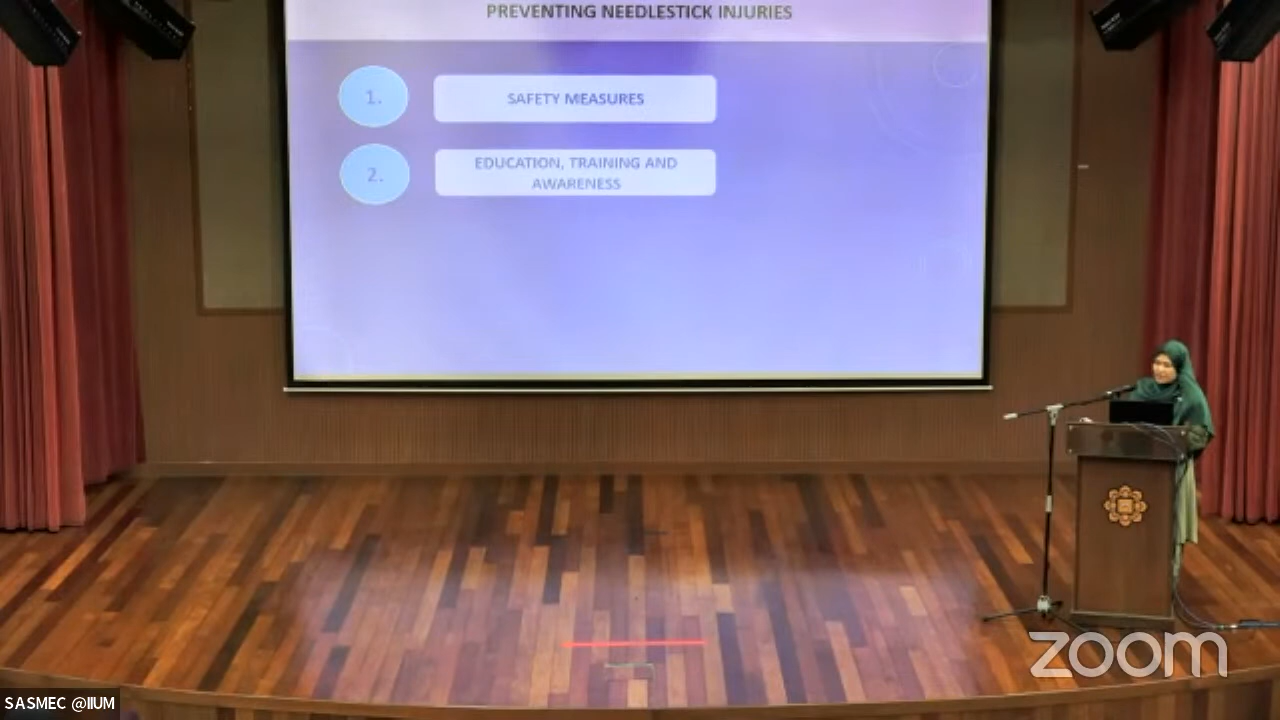 PREVENTING NEEDLESTICK INJURIES
1.
SAFETY MEASURES
2.
EDUCATION, TRAINING AND
AWARENESS
zoom
SASMEC @IIUM